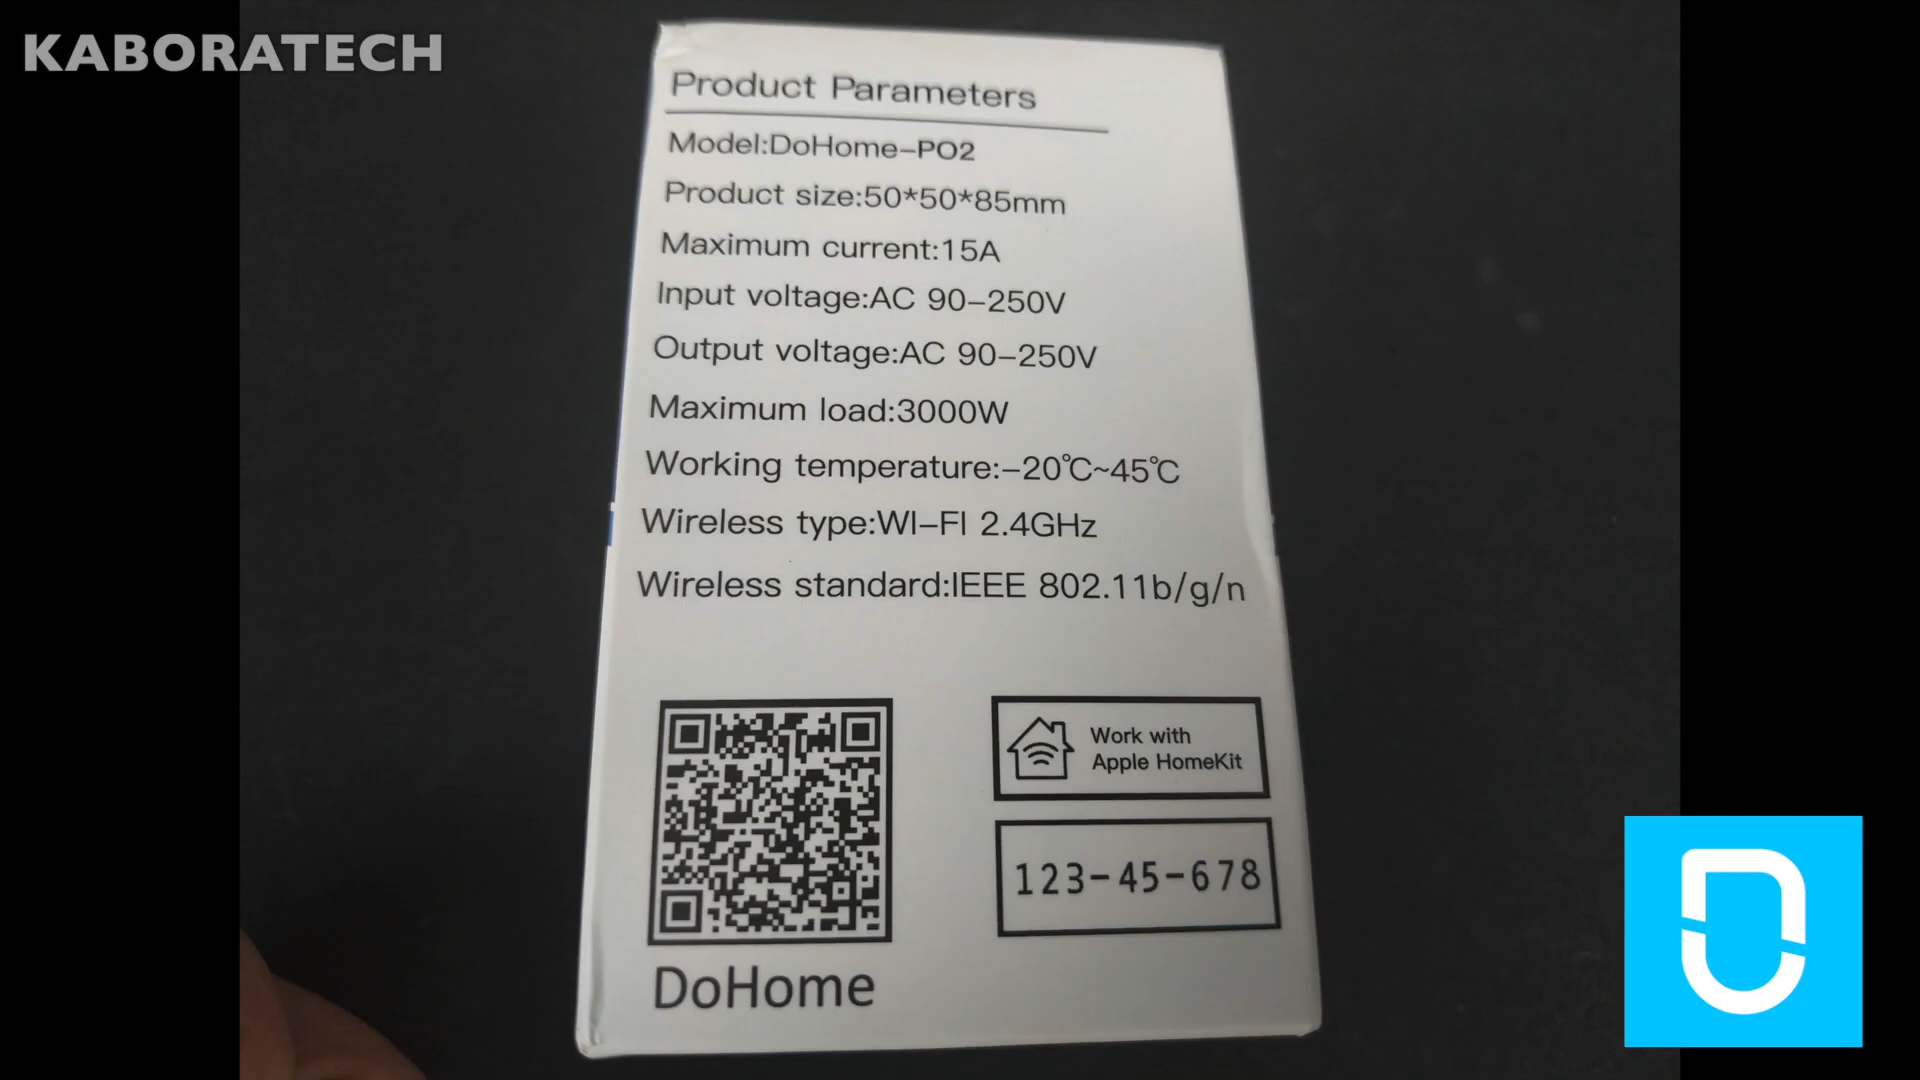 KABORATECH
Product Parameters
Model:DoHome-PO2
Product size:50*50*85mm
Maximum current:15A
Input voltage:AC 90-250V
Output voltage:AC 90-250V
Maximum load:3000W
Working temperature:-20℃~45℃
Wireless type:WI-FI 2.4GHz
Wireless standard:IEEE 802.11b/g/n
Work with
Apple HomeKit
123-45-678
DoHome